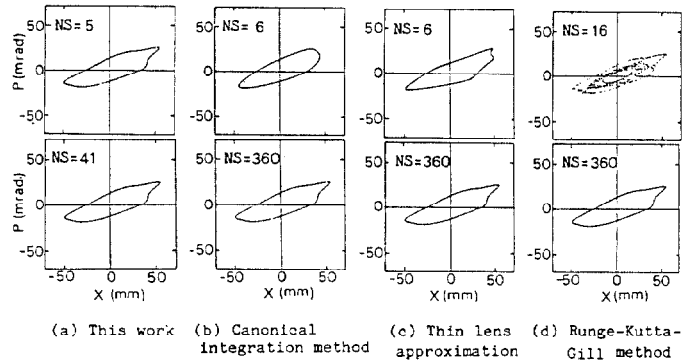 NS=5
NS=6
NS=6
NS=16
P (mrad)
50
0
-50
50
0
-50
50
0
-50
50
0
-50
NS=41
NS=360
NS=360
NS=360
P (mrad)
50
0
-50
50
0
-50
50
0
-50
50
0
-50
-50 0 50
-50 0 50
-50 0 50
-50 0 50
X (mm)
X (mm)
X (mm)
X (mm)
(a) This work
(b) Canonical
integration method
(c) Thin lens
approximation
(d) Runge-Kutta-
Gill method